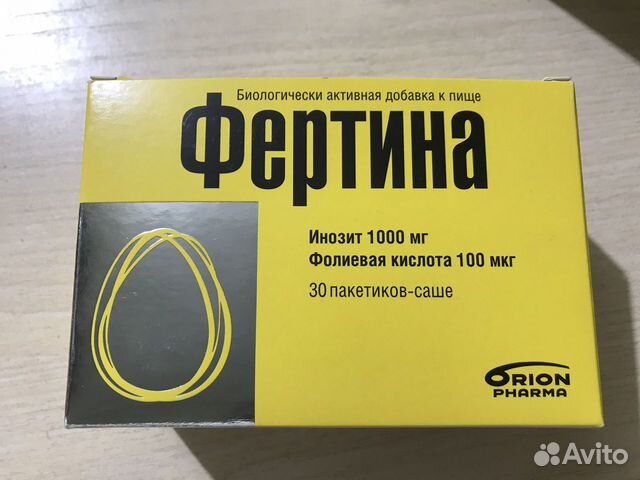 Биологически активная добавка к пище
Фертина
Инозит 1000 мг
Фолиевая кислота 100 мкг
30 пакетиков-саше
ORION
PHARMA
Avito